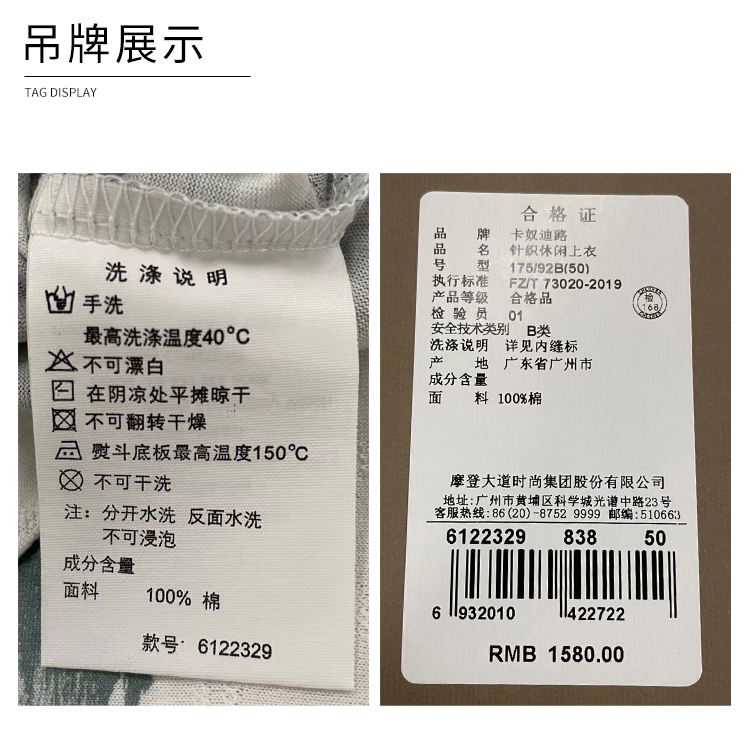 吊牌展示
TAG DISPLAY
洗涤说明
手洗
最高洗涤温度40°C
不可漂白
在阴凉处平摊晾干
不可翻转干燥
熨斗底板最高温度150°C
不可干洗
注: 分开水洗 反面水洗
不可浸泡
成分含量
面料 100% 棉
款号: 6122329
合格证
品 牌 卡奴迪路
品 名 针织休闲上衣
号 型 175/92B(50)
执行标准 FZ/T 73020-2019
产品等级 合格品
检 验 员 01
安全技术类别 B类
洗涤说明 详见内缝标
产 地 广东省广州市
成分含量
面 料 100%棉
检
168
摩登大道时尚集团股份有限公司
地址:广州市黄埔区科学城光谱中路23号
客服热线:86(20)-8752 9999 邮编:510663
6122329 838 50
6 932010 422722
RMB 1580.00